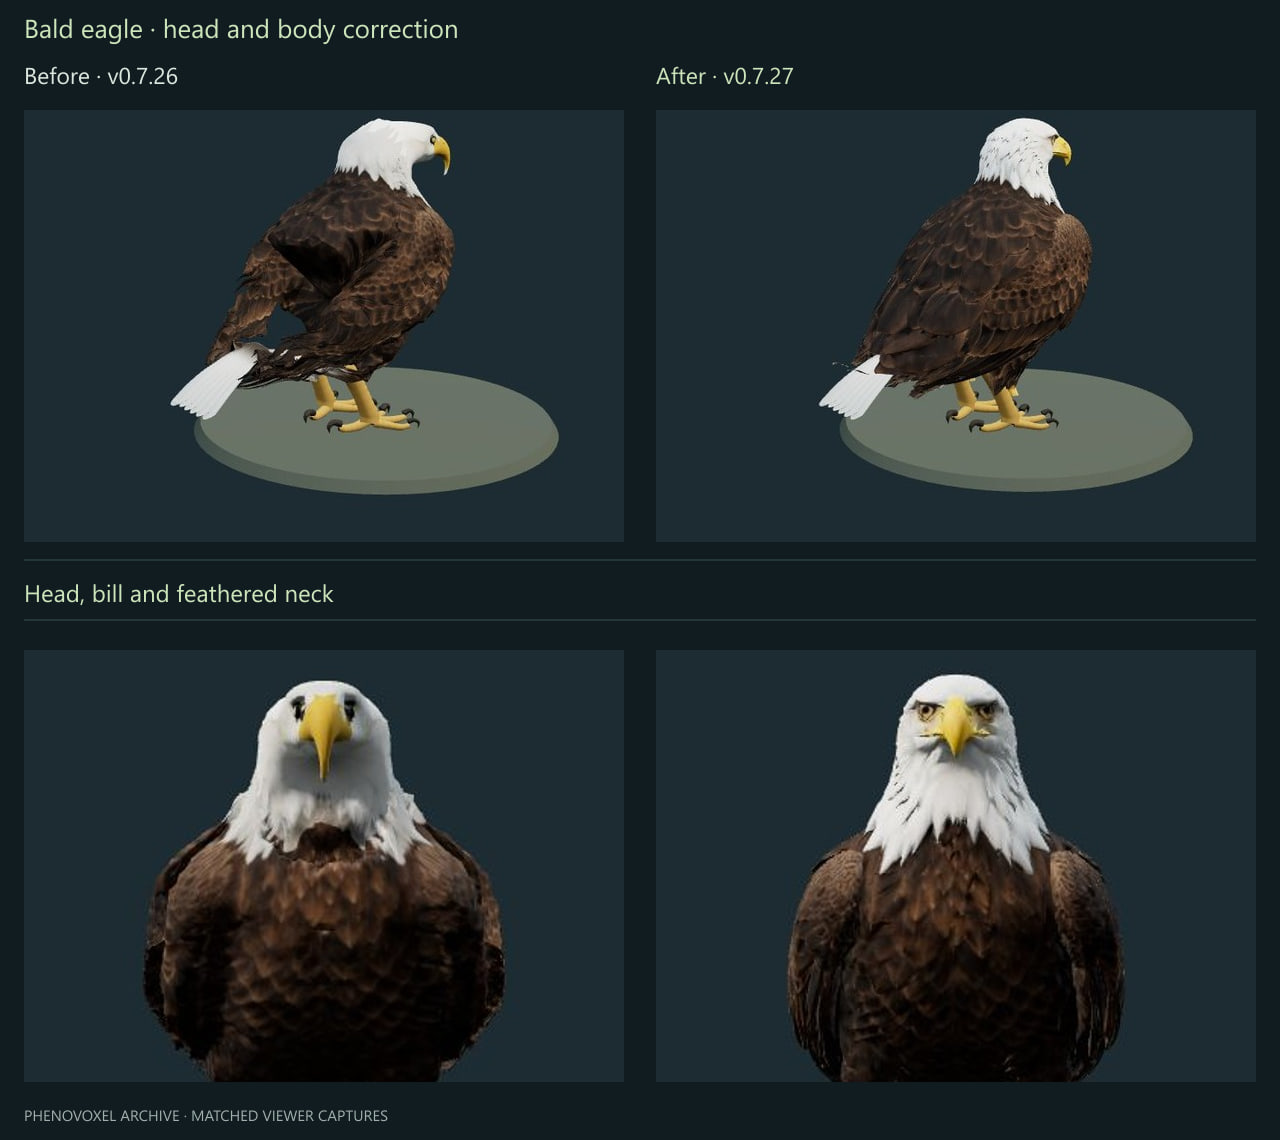 Bald eagle · head and body correction
Before · v0.7.26
After · v0.7.27
Head, bill and feathered neck
PHENOVOXEL ARCHIVE · MATCHED VIEWER CAPTURES